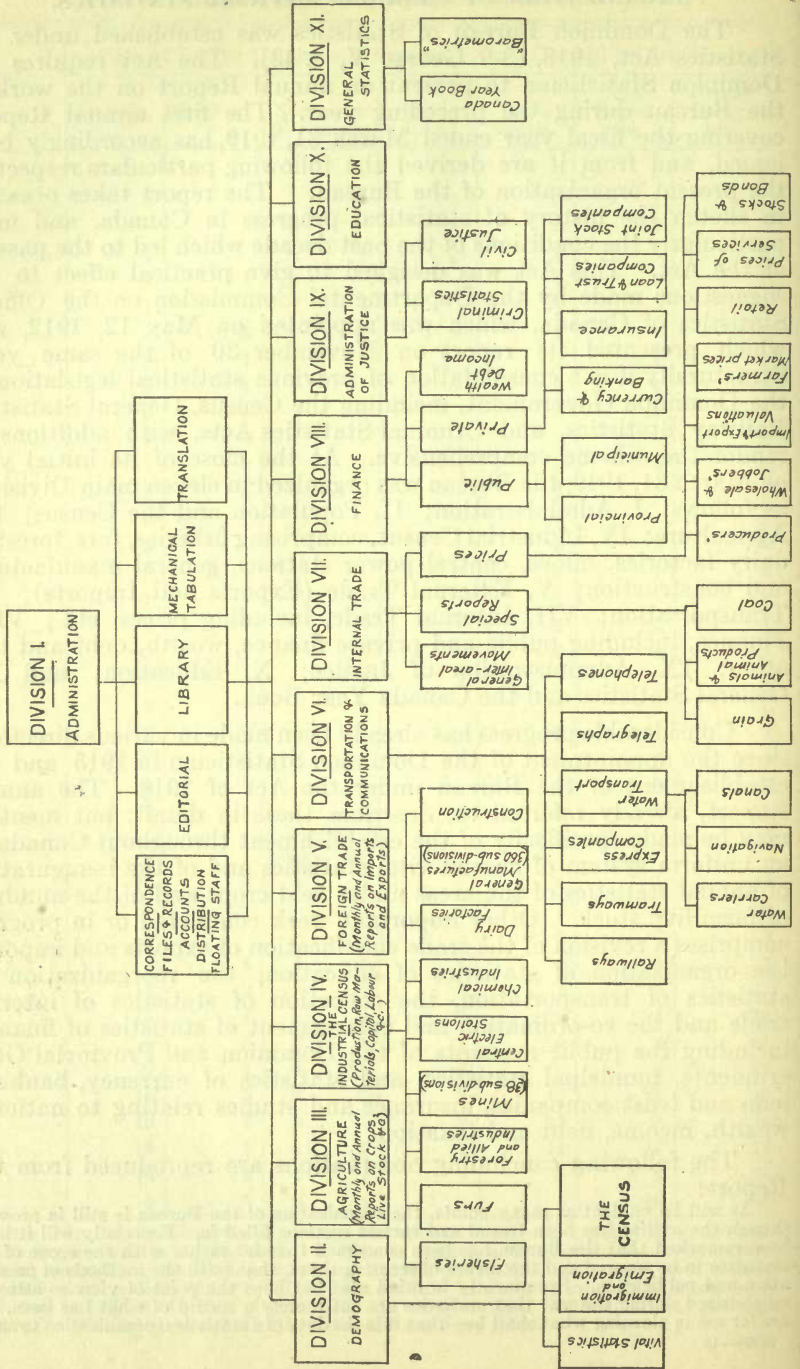 DIVISION I.
ADMINISTRATION
CORRESPONDENCE
FILES & RECORDS
ACCOUNTS
DISTRIBUTION
FLOATING STAFF
EDITORIAL
LIBRARY
MECHANICAL
TABULATION
TRANSLATION
DIVISION II.
DEMOGRAPHY
DIVISION III.
AGRICULTURE
(Monthly and Annual
Reports on Crops,
Live Stock &c)
DIVISION IV.
THE
INDUSTRIAL CENSUS
(Production, Raw Ma-
terials, Capital, Labour
&c.)
DIVISION V.
FOREIGN TRADE
(Monthly and Annual
Reports on Imports
and Exports)
DIVISION VI.
TRANSPORTATION &
COMMUNICATIONS
DIVISION VII.
INTERNAL TRADE
DIVISION VIII.
FINANCE
DIVISION IX.
ADMINISTRATION
OF JUSTICE
DIVISION X.
EDUCATION
DIVISION XI.
GENERAL
STATISTICS
Vital Statistics
Immigration
and
Emigration
THE
CENSUS
Fisheries
Furs
Forestry
and Allied
Industries
Mines
(28 sub-divisions)
Central
Electric
Stations
Chemical
Industries
Dairy
Factories
General
Manufactures
(360 sub-divisions)
Construction
Railways
Tramways
Express
Companies
Water
Transport
Telegraphs
Telephones
Water
Carriers
Navigation
Canals
General
Inter-areal
Movements
Special
Reports
Prices
Grain
Animals &
Animal
Products
Coal
Producers'
Wholesale &
Jobbers'
Import & Export
Valuations
Farmers'
Market prices
Retail
Prices of
Services
Stocks &
Bonds
Public
Private
Wealth
Debt
Income
Provincial
Municipal
Currency &
Banking
Insurance
Loan & Trust
Companies
Joint Stock
Companies
Criminal
Statistics
Civil
Justice
Canada
Year Book
"Barometrics"